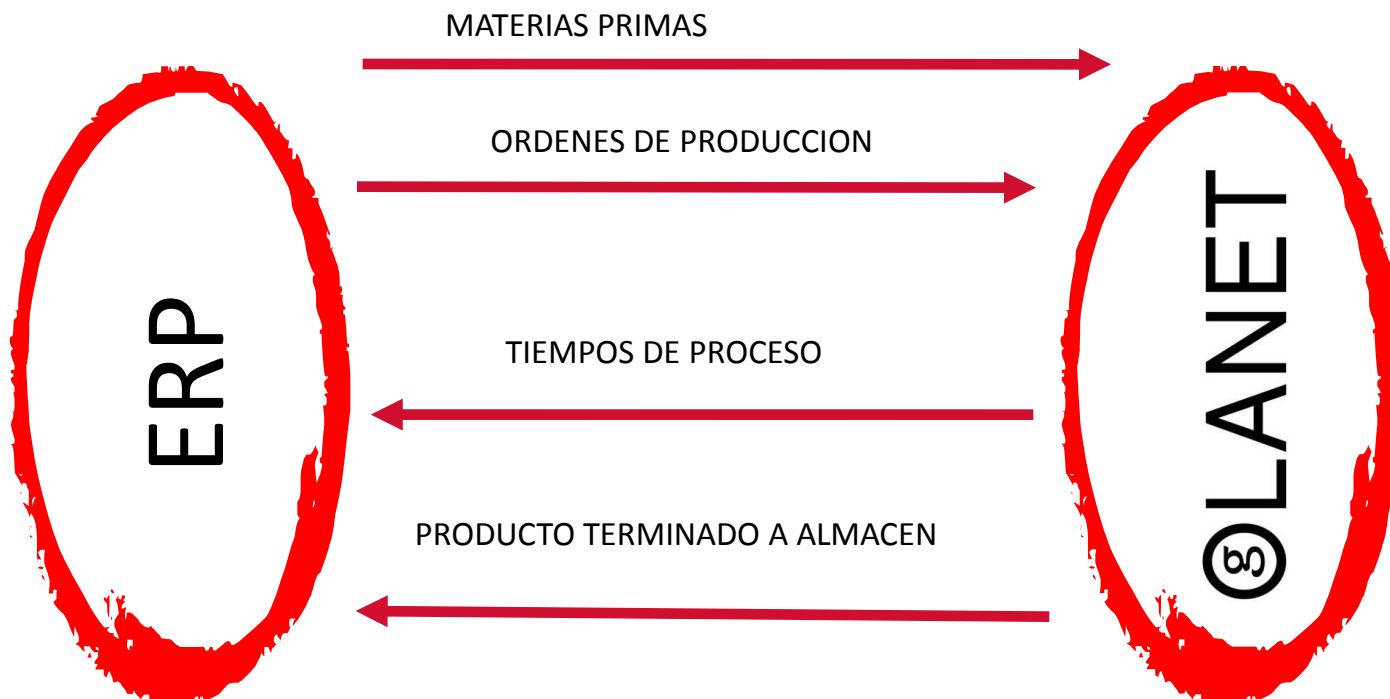 MATERIAS PRIMAS
ORDENES DE PRODUCCION
TIEMPOS DE PROCESO
PRODUCTO TERMINADO A ALMACEN
ERP
g LANET